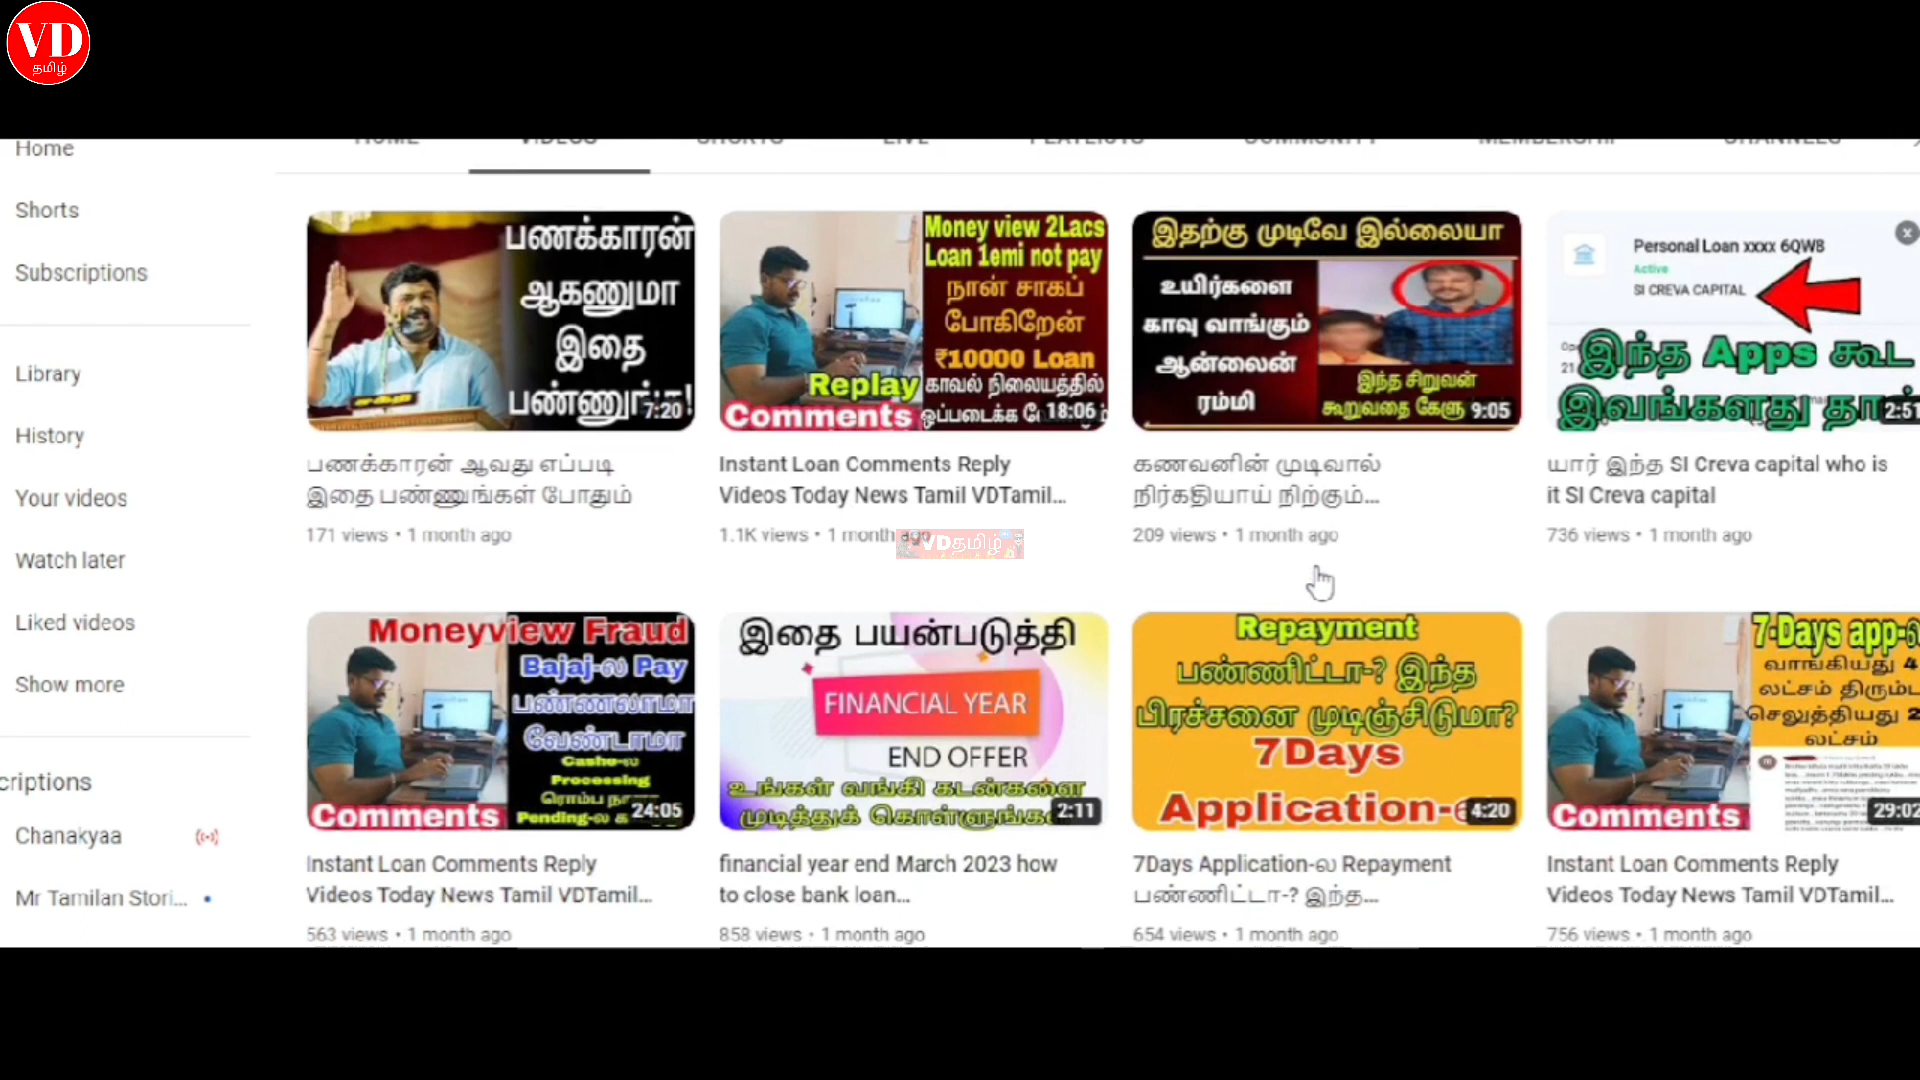 VD
தமிழ்
HOME VIDEOS SHORTS LIVE PLAYLISTS COMMUNITY MEMBERSHIP CHANNELS
Home
Shorts
Subscriptions
Library
History
Your videos
Watch later
Liked videos
Show more
criptions
Chanakyaa
Mr Tamilan Stori...
பணக்காரன்
ஆகணுமா
இதை
7:20
பணக்காரன் ஆவது எப்படி
இதை பண்ணுங்கள் போதும்
171 views • 1 month ago
Money view 2Lacs
Loan 1emi not pay
நான் சாகப்
போகிறேன்
₹10000 Loan
காவல் நிலையத்தில்
ஒப்படைக்க
Replay
Comments
18:06
Instant Loan Comments Reply
Videos Today News Tamil VDTamil...
1.1K views • 1 month ago
VDதமிழ்
இதற்கு முடிவே இல்லையா
உயிர்களை
காவு வாங்கும்
ஆன்லைன்
ரம்மி
இந்த சிறுவன்
கூறுவதை கேளு
9:05
கணவனின் முடிவால்
நிர்கதியாய் நிற்கும்...
209 views • 1 month ago
Personal Loan xxxx 6QW8
Active
SI CREVA CAPITAL
இந்த Apps கூட
இவங்களது
2:51
யார் இந்த SI Creva capital who is
it SI Creva capital
736 views • 1 month ago
Moneyview Fraud
Bajaj-ல Pay
பண்ணலாமா
வேண்டாமா
Cashe-ல
Processing
ரொம்ப
Pending-ல
Comments
24:05
Instant Loan Comments Reply
Videos Today News Tamil VDTamil...
563 views • 1 month ago
இதை பயன்படுத்தி
FINANCIAL YEAR
END OFFER
உங்கள் வங்கி கடன்களை
முடித்துக்
2:11
financial year end March 2023 how
to close bank loan...
858 views • 1 month ago
Repayment
பண்ணிட்டா-? இந்த
பிரச்சனை முடிஞ்சிடுமா?
7Days
Application-
4:20
7Days Application-ல Repayment
பண்ணிட்டா-? இந்த...
654 views • 1 month ago
7-Days app-ல
வாங்கியது 4
லட்சம் திரும்ப
செலுத்தியது 2
லட்சம்
Comments
29:02
Instant Loan Comments Reply
Videos Today News Tamil VDTamil...
756 views • 1 month ago